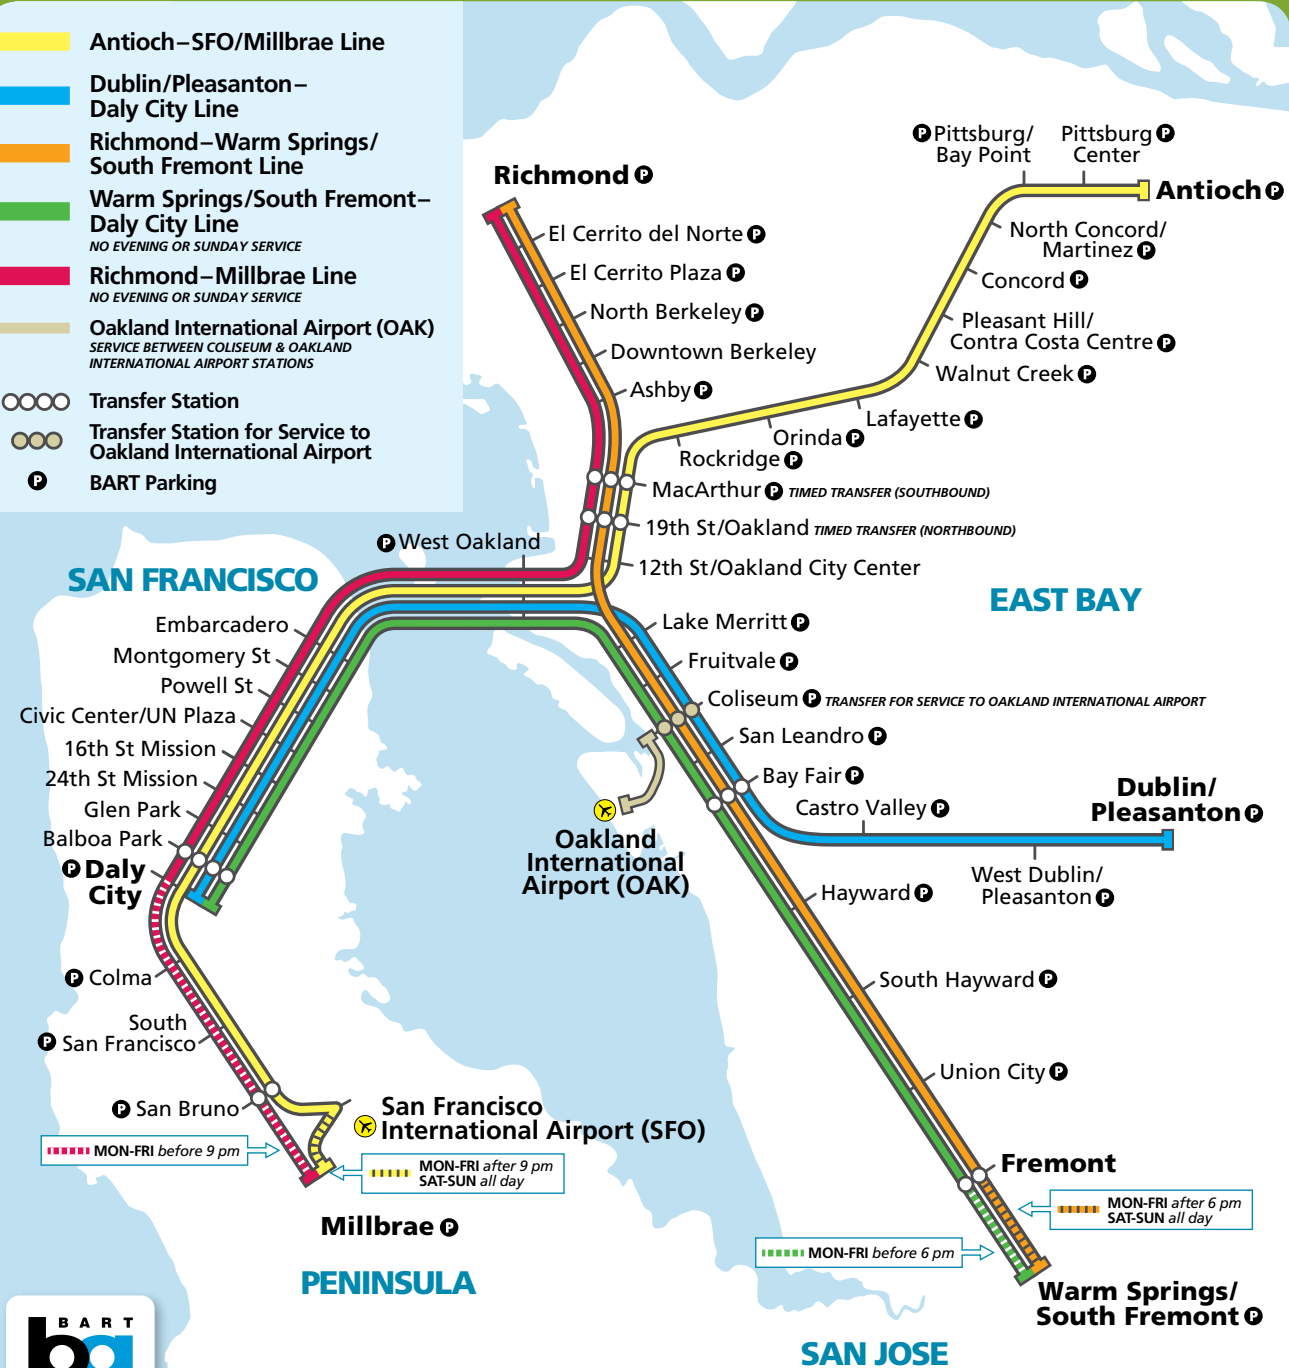 Antioch–SFO/Millbrae Line
Dublin/Pleasanton–
Daly City Line
Richmond–Warm Springs/
South Fremont Line
Warm Springs/South Fremont–
Daly City Line
NO EVENING OR SUNDAY SERVICE
Richmond–Millbrae Line
NO EVENING OR SUNDAY SERVICE
Oakland International Airport (OAK)
SERVICE BETWEEN COLISEUM & OAKLAND
INTERNATIONAL AIRPORT STATIONS
Transfer Station
Transfer Station for Service to
Oakland International Airport
P BART Parking
Richmond P
El Cerrito del Norte P
El Cerrito Plaza P
North Berkeley P
Downtown Berkeley
Ashby P
P Pittsburg/
Bay Point
Pittsburg P
Center
Antioch P
North Concord/
Martinez P
Concord P
Pleasant Hill/
Contra Costa Centre P
Walnut Creek P
Lafayette P
Orinda P
Rockridge P
MacArthur P TIMED TRANSFER (SOUTHBOUND)
19th St/Oakland TIMED TRANSFER (NORTHBOUND)
12th St/Oakland City Center
P West Oakland
SAN FRANCISCO
EAST BAY
Embarcadero
Montgomery St
Powell St
Civic Center/UN Plaza
16th St Mission
24th St Mission
Glen Park
Balboa Park
P Daly
City
P Colma
South
P San Francisco
P San Bruno
MON-FRI before 9 pm
San Francisco
International Airport (SFO)
MON-FRI after 9 pm
SAT-SUN all day
Millbrae P
PENINSULA
Lake Merritt P
Fruitvale P
Coliseum P TRANSFER FOR SERVICE TO OAKLAND INTERNATIONAL AIRPORT
San Leandro P
Bay Fair P
Castro Valley P
Dublin/
Pleasanton P
West Dublin/
Pleasanton P
Oakland
International
Airport (OAK)
Hayward P
South Hayward P
Union City P
Fremont
MON-FRI after 6 pm
SAT-SUN all day
MON-FRI before 6 pm
Warm Springs/
South Fremont P
SAN JOSE
BART
ba